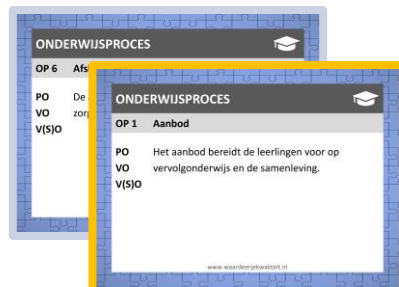 ONDERWIJSPROCES
OP 6 Afs
PO De
VO zorg
V(S)O
ONDERWIJSPROCES
OP 1 Aanbod
PO Het aanbod bereidt de leerlingen voor op
VO vervolgonderwijs en de samenleving.
V(S)O
www.waardeerjekwaliteit.nl